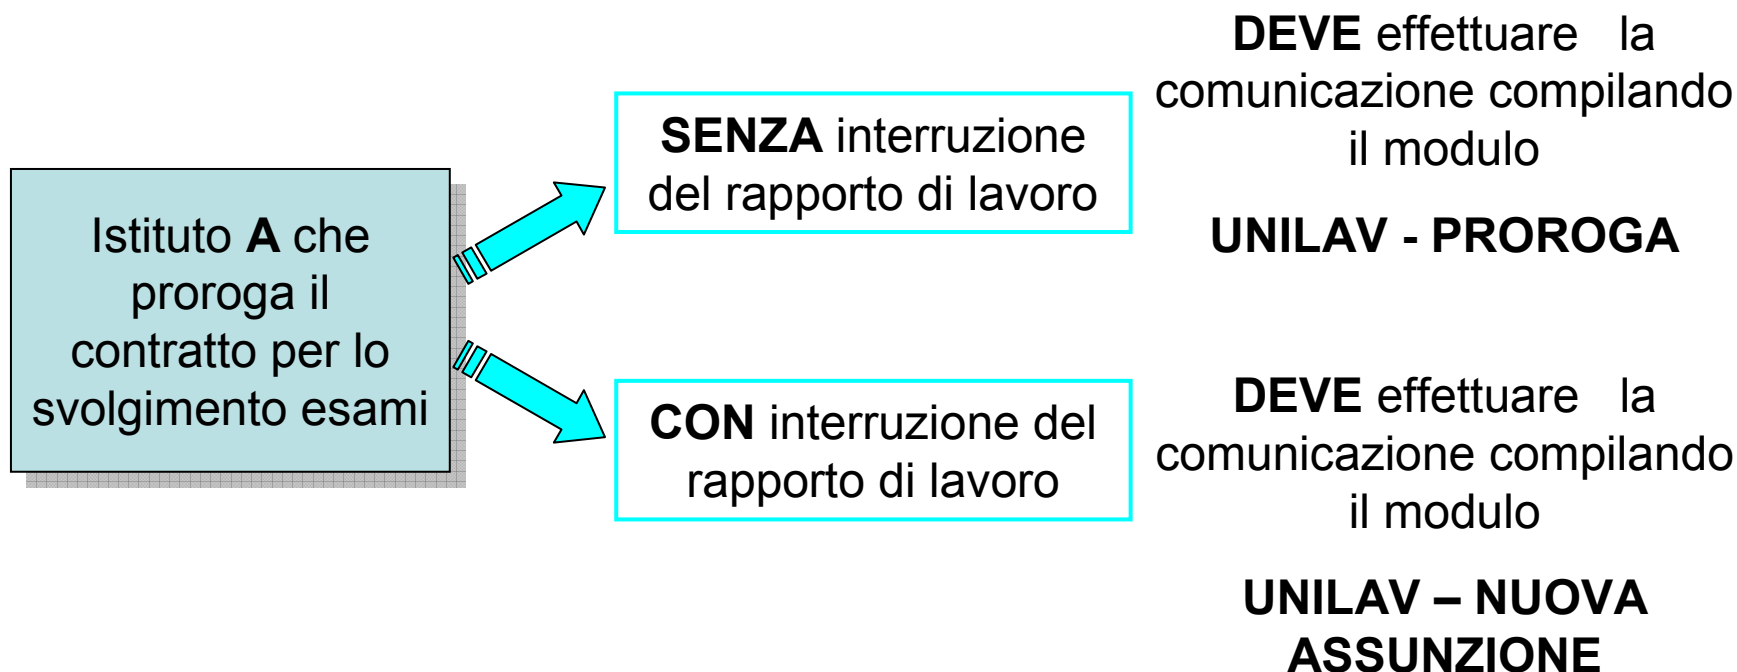 Istituto A che
proroga il
contratto per lo
svolgimento esami
SENZA interruzione
del rapporto di lavoro
DEVE effettuare la
comunicazione compilando
il modulo
UNILAV - PROROGA
CON interruzione del
rapporto di lavoro
DEVE effettuare la
comunicazione compilando
il modulo
UNILAV – NUOVA
ASSUNZIONE